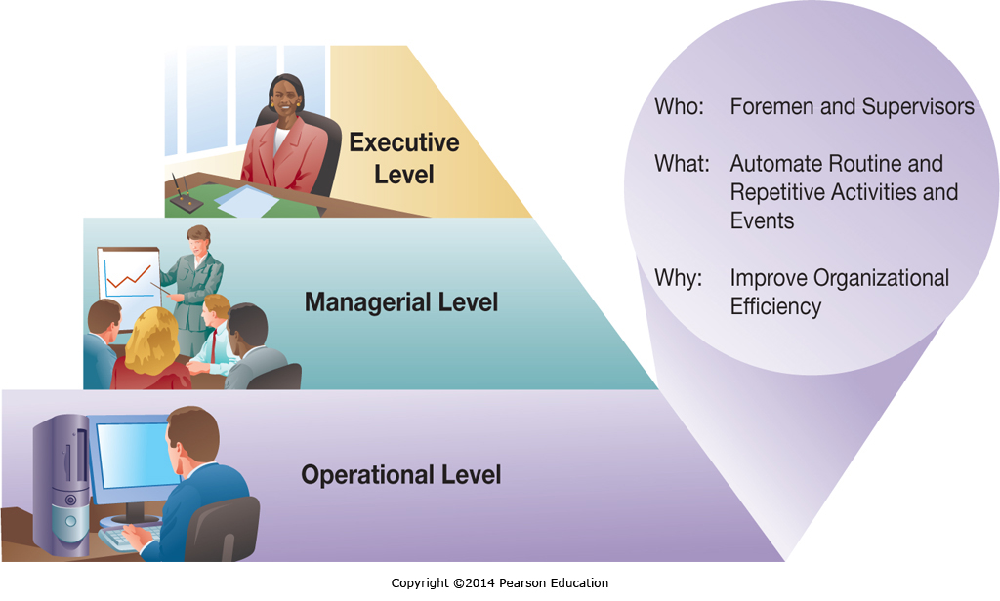 Executive
Level
Managerial Level
Operational Level
Who: Foremen and Supervisors
What: Automate Routine and
Repetitive Activities and
Events
Why: Improve Organizational
Efficiency
Copyright ©2014 Pearson Education